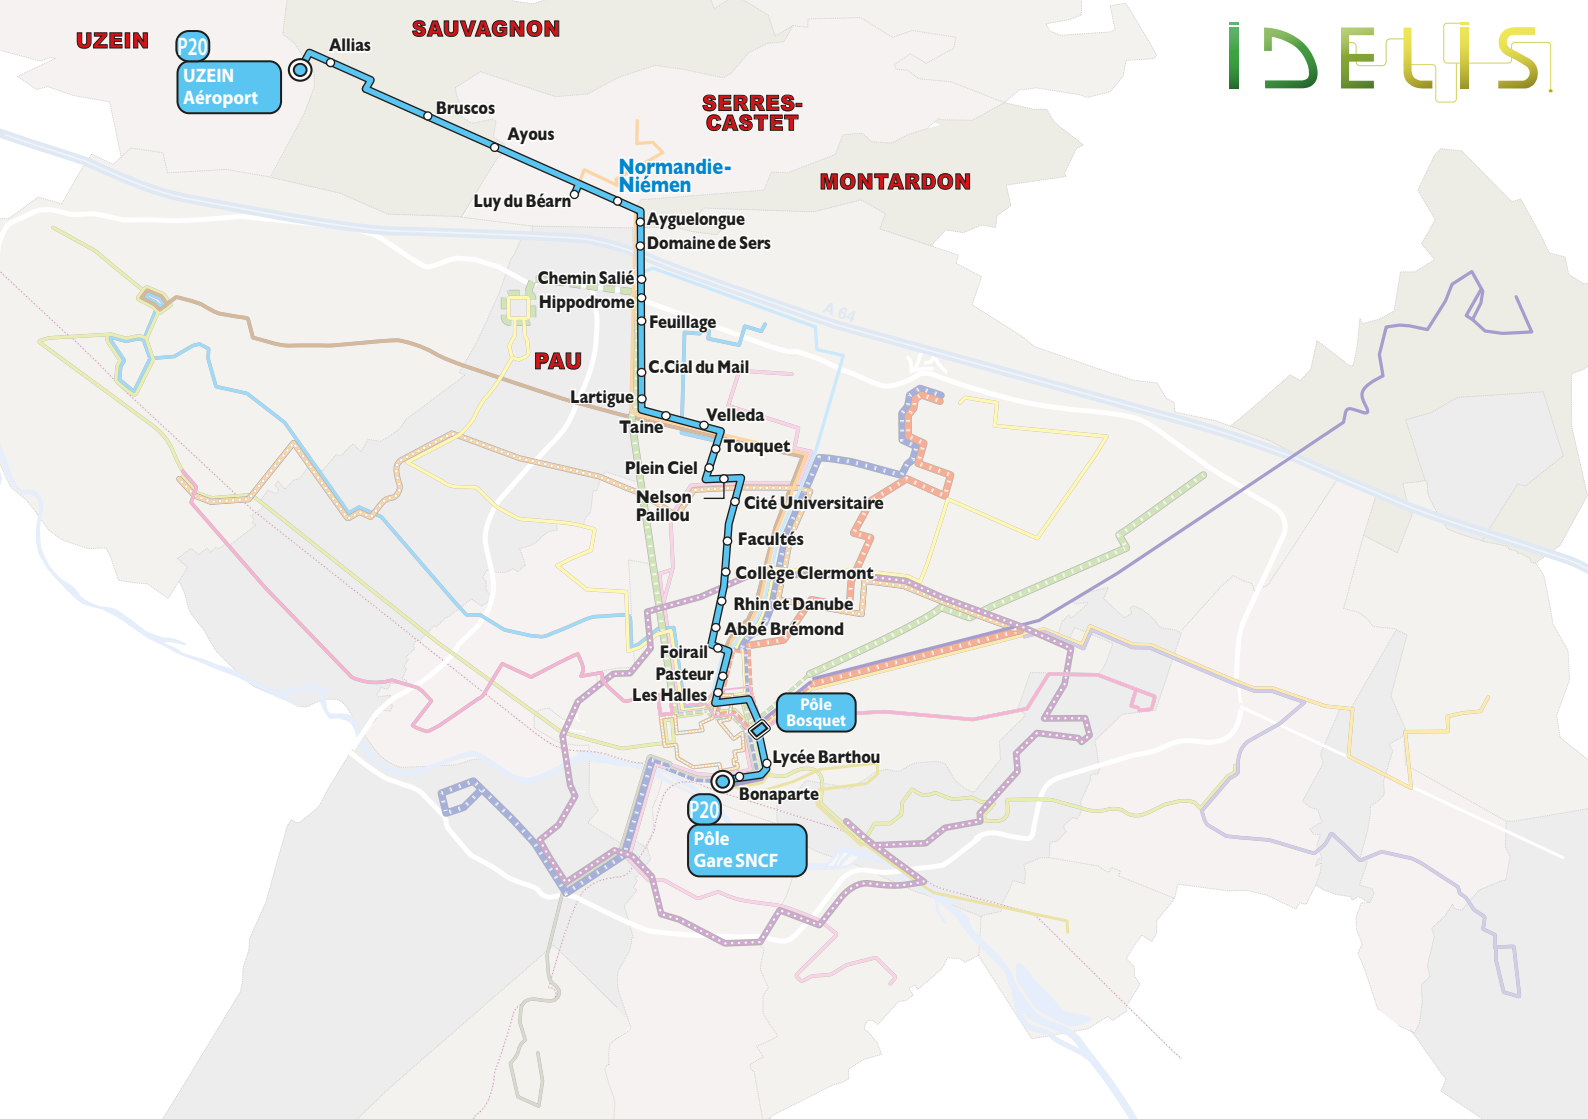 UZEIN
P20
UZEIN
Aéroport
Allias
SAUVAGNON
IDELIS
Bruscos
Ayous
SERRES-
CASTET
Normandie-
Niémen
MONTARDON
Luy du Béarn
Ayguelongue
Domaine de Sers
Chemin Salié
Hippodrome
A 64
Feuillage
PAU
C.Cial du Mail
Lartigue
Velleda
Taine
Touquet
Plein Ciel
Nelson
Paillou
Cité Universitaire
Facultés
Collège Clermont
Rhin et Danube
Abbé Brémond
Foirail
Pasteur
Les Halles
Pôle
Bosquet
Lycée Barthou
Bonaparte
P20
Pôle
Gare SNCF